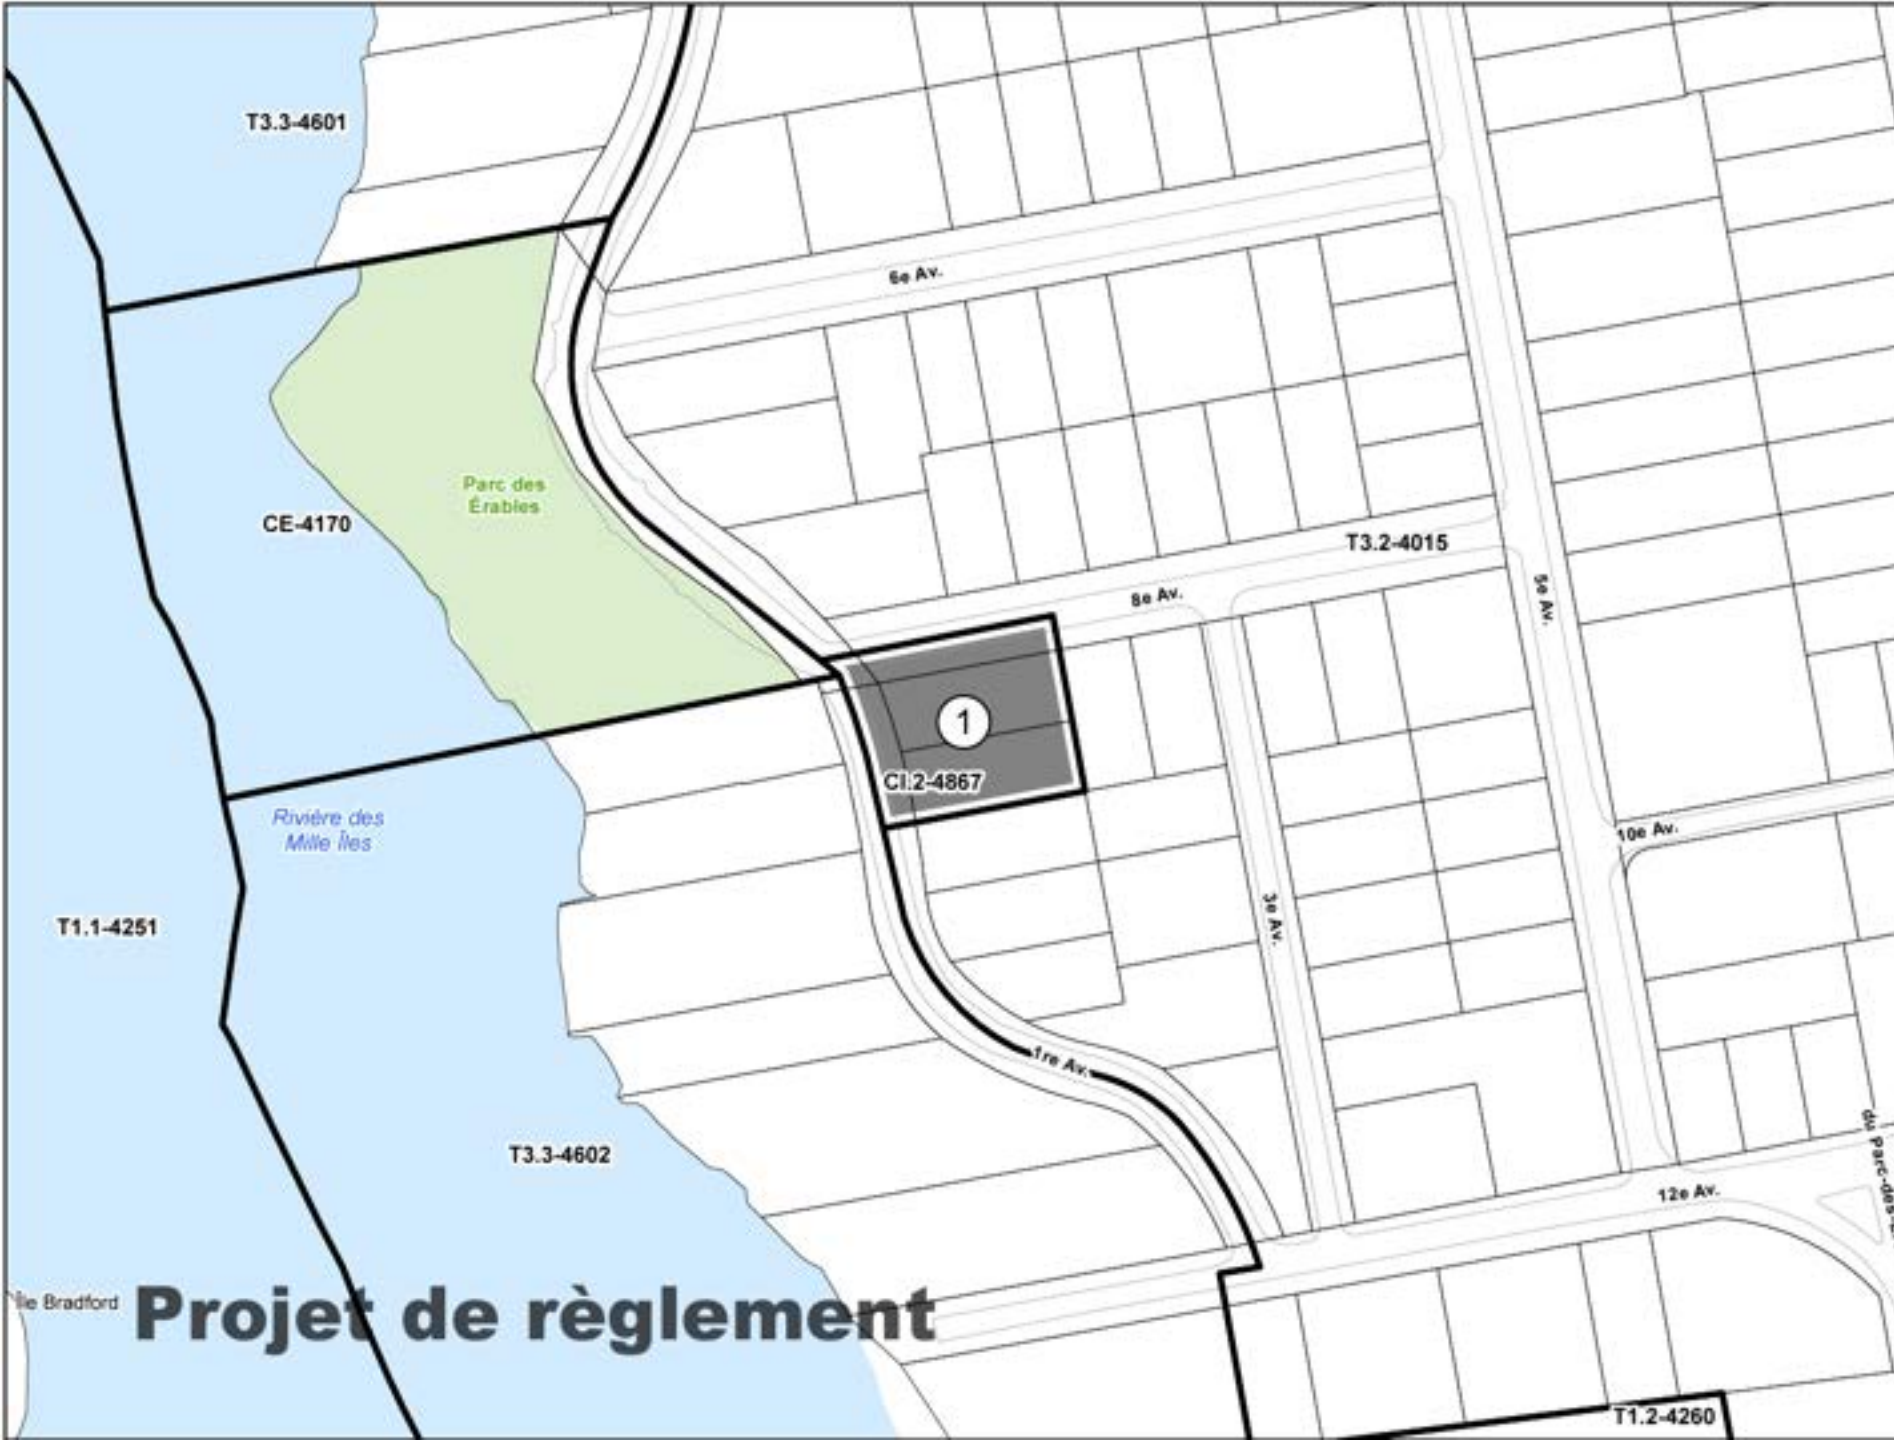 T3.3-4601
6e Av.
Parc des
Érables
CE-4170
T3.2-4015
8e Av.
5e Av.
1
CI.2-4867
Rivière des
Mille Îles
10e Av.
3e Av.
T1.1-4251
1re Av.
T3.3-4602
12e Av.
du Parc-des-
Île Bradford
Projet de règlement
T1.2-4260